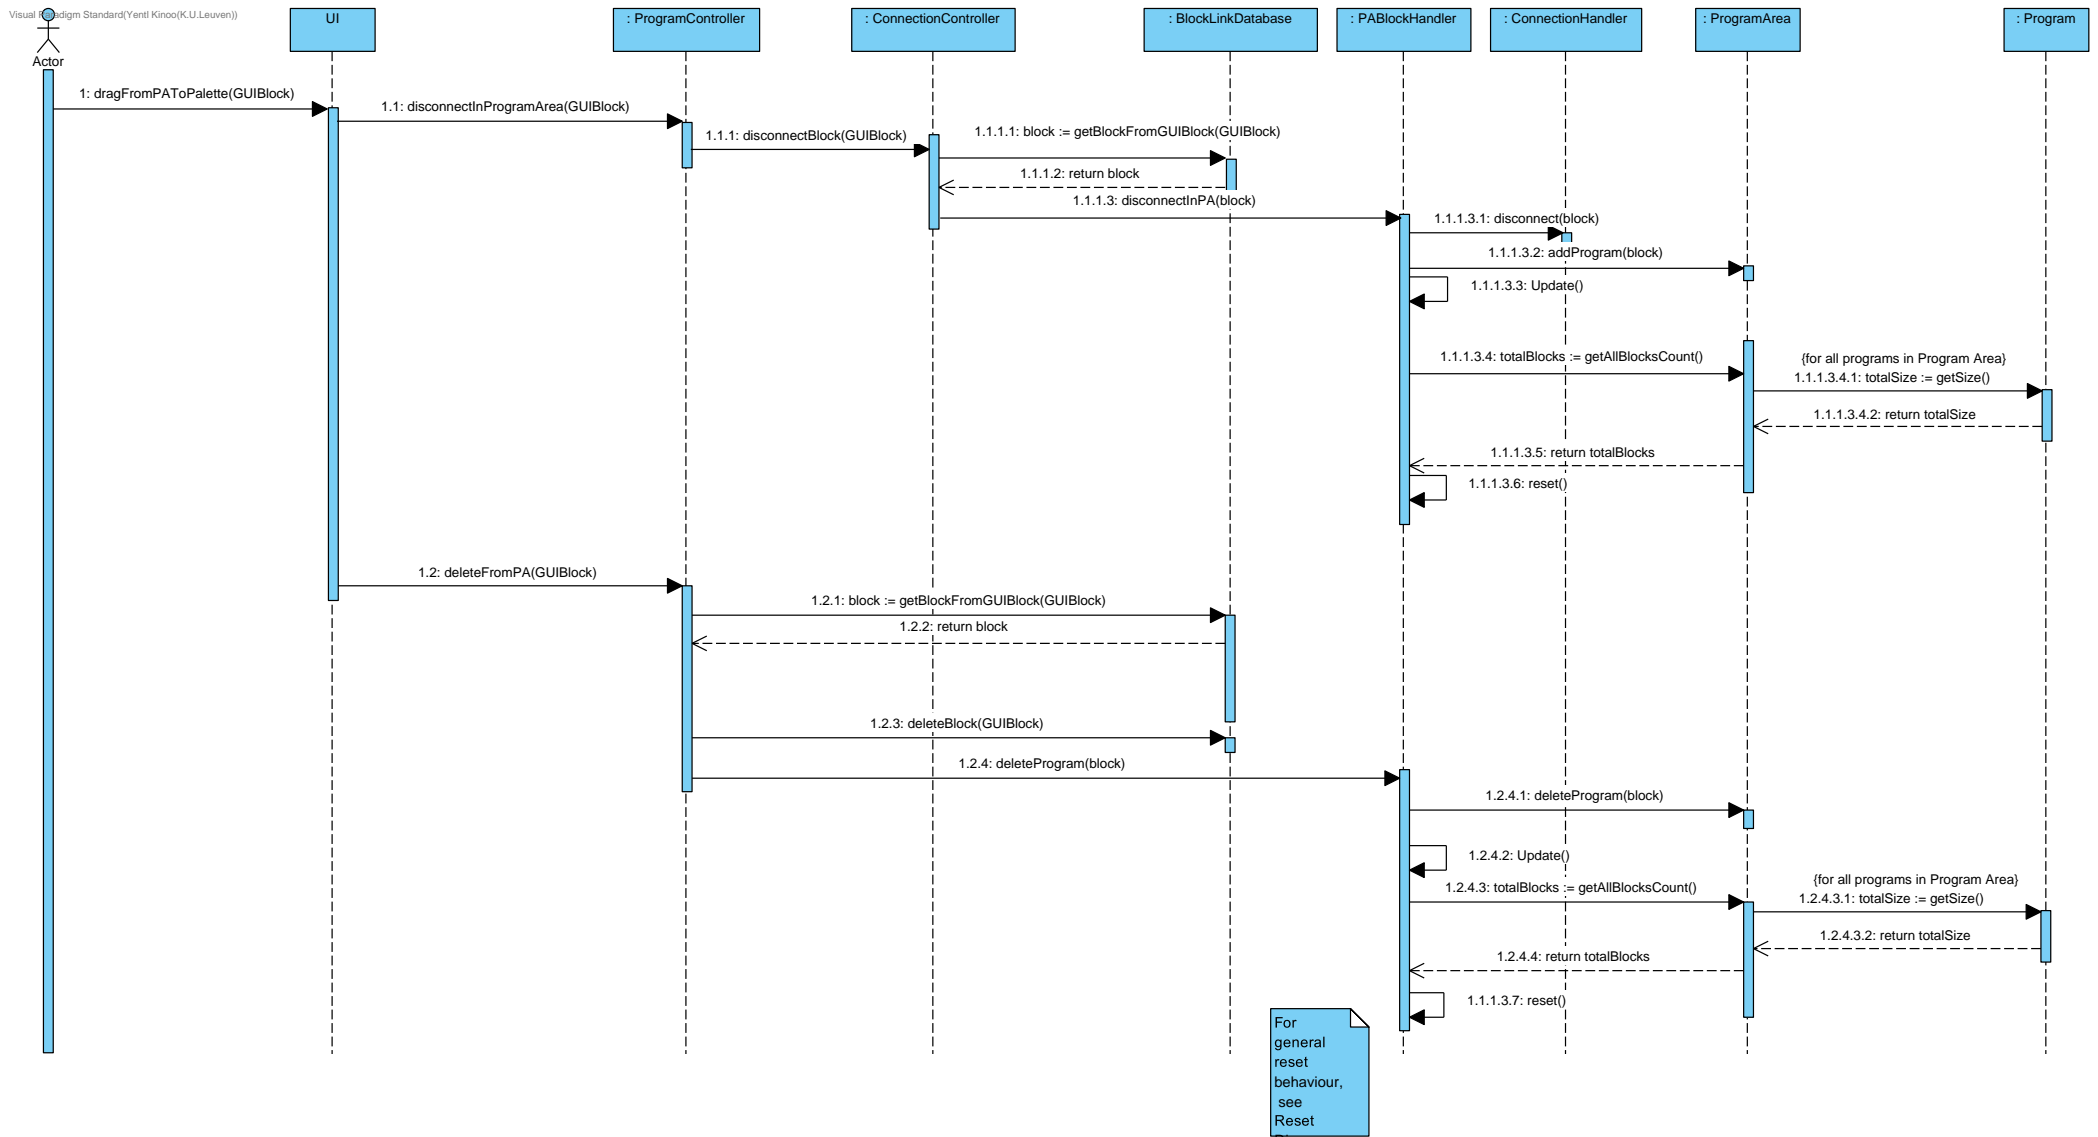 Visual Paradigm Standard(Yentl Kinoo(K.U.Leuven))
Actor
UI
: ProgramController
: ConnectionController
: BlockLinkDatabase
: PABlockHandler
: ConnectionHandler
: ProgramArea
: Program
1: dragFromPAToPalette(GUIBlock)
1.1: disconnectInProgramArea(GUIBlock)
1.1.1: disconnectBlock(GUIBlock)
1.1.1.1: block := getBlockFromGUIBlock(GUIBlock)
1.1.1.2: return block
1.1.1.3: disconnectInPA(block)
1.1.1.3.1: disconnect(block)
1.1.1.3.2: addProgram(block)
1.1.1.3.3: Update()
1.1.1.3.4: totalBlocks := getAllBlocksCount()
{for all programs in Program Area}
1.1.1.3.4.1: totalSize := getSize()
1.1.1.3.4.2: return totalSize
1.1.1.3.5: return totalBlocks
1.1.1.3.6: reset()
1.2: deleteFromPA(GUIBlock)
1.2.1: block := getBlockFromGUIBlock(GUIBlock)
1.2.2: return block
1.2.3: deleteBlock(GUIBlock)
1.2.4: deleteProgram(block)
1.2.4.1: deleteProgram(block)
1.2.4.2: Update()
1.2.4.3: totalBlocks := getAllBlocksCount()
{for all programs in Program Area}
1.2.4.3.1: totalSize := getSize()
1.2.4.3.2: return totalSize
1.2.4.4: return totalBlocks
1.1.1.3.7: reset()
For
general
reset
behaviour,
see
Reset